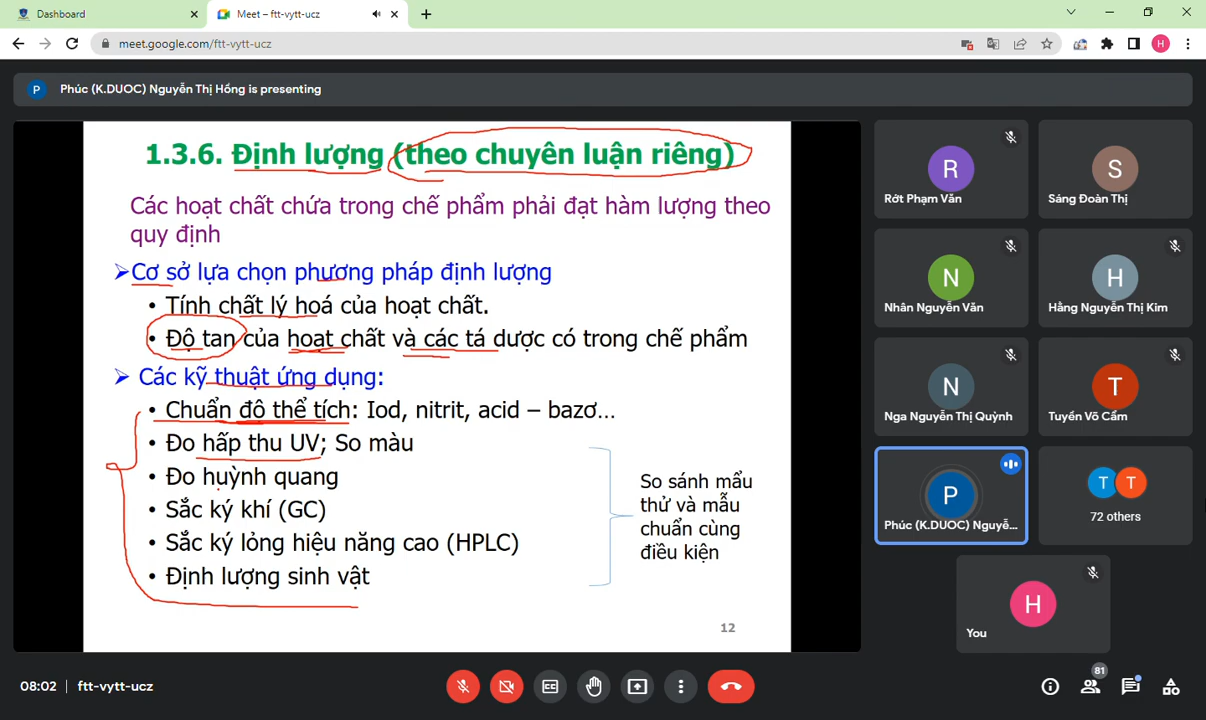 Dashboard
Meet – ftt-vytt-ucz
meet.google.com/ftt-vytt-ucz
H
P
Phúc (K.DUOC) Nguyễn Thị Hồng is presenting
1.3.6. Định lượng (theo chuyên luận riêng)
Các hoạt chất chứa trong chế phẩm phải đạt hàm lượng theo
quy định
Cơ sở lựa chọn phương pháp định lượng
• Tính chất lý hoá của hoạt chất.
• Độ tan của hoạt chất và các tá dược có trong chế phẩm
Các kỹ thuật ứng dụng:
• Chuẩn độ thể tích: Iod, nitrit, acid – bazơ...
• Đo hấp thu UV; So màu
• Đo huỳnh quang
• Sắc ký khí (GC)
• Sắc ký lỏng hiệu năng cao (HPLC)
• Định lượng sinh vật
So sánh mẩu
thử và mẫu
chuẩn cùng
điều kiện
12
R
Rớt Phạm Văn
S
Sáng Đoàn Thị
N
Nhân Nguyễn Văn
H
Hằng Nguyễn Thị Kim
N
Nga Nguyễn Thị Quỳnh
T
Tuyền Võ Cẩm
P
Phúc (K.DUOC) Nguyễ...
T T
72 others
H
You
08:02 | ftt-vytt-ucz
CC
81